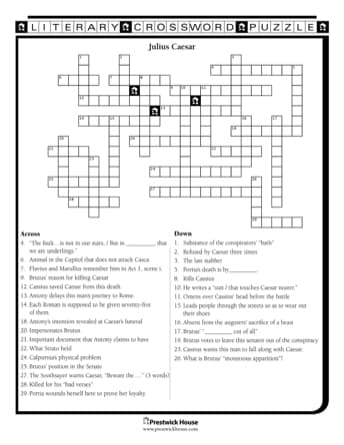 LITERARY CROSSWORD PUZZLE
Julius Caesar
Across
4. "The fault... is not in our stars, / But in ________, that
we are underlings."
6. Animal in the Capitol that does not attack Casca
7. Flavius and Marullus remember him in Act I, scene i
9. Brutus' reason for killing Caesar
12. Cassius saved Caesar from this death
13. Antony delays this man's journey to Rome
14. Each Roman is supposed to be given seventy-five
of them
18. Antony's intention revealed at Caesar's funeral
20. Impersonates Brutus
21. Important document that Antony claims to have
22. What Strato held
24. Calpurnia's physical problem
25. Brutus' position in the Senate
27. The Soothsayer warns Caesar, "Beware the...." (3 words)
28. Killed for his "bad verses"
29. Portia wounds herself here to prove her loyalty
Down
1. Substance of the conspirators' "bath"
2. Refused by Caesar three times
3. The last stabber
5. Portia's death is by________
8. Kills Cassius
10. He writes a "suit / that touches Caesar nearer."
11. Omens over Cassius' head before the battle
15. Leads people through the streets so as to wear out
their shoes
16. Absent from the augurers' sacrifice of a beast
17. Brutus' "________ out of all"
19. Brutus votes to leave this senator out of the conspiracy
23. Cassius wants this man to fall along with Caesar
26. What is Brutus' "monstrous apparition"?
Prestwick House
www.prestwickhouse.com